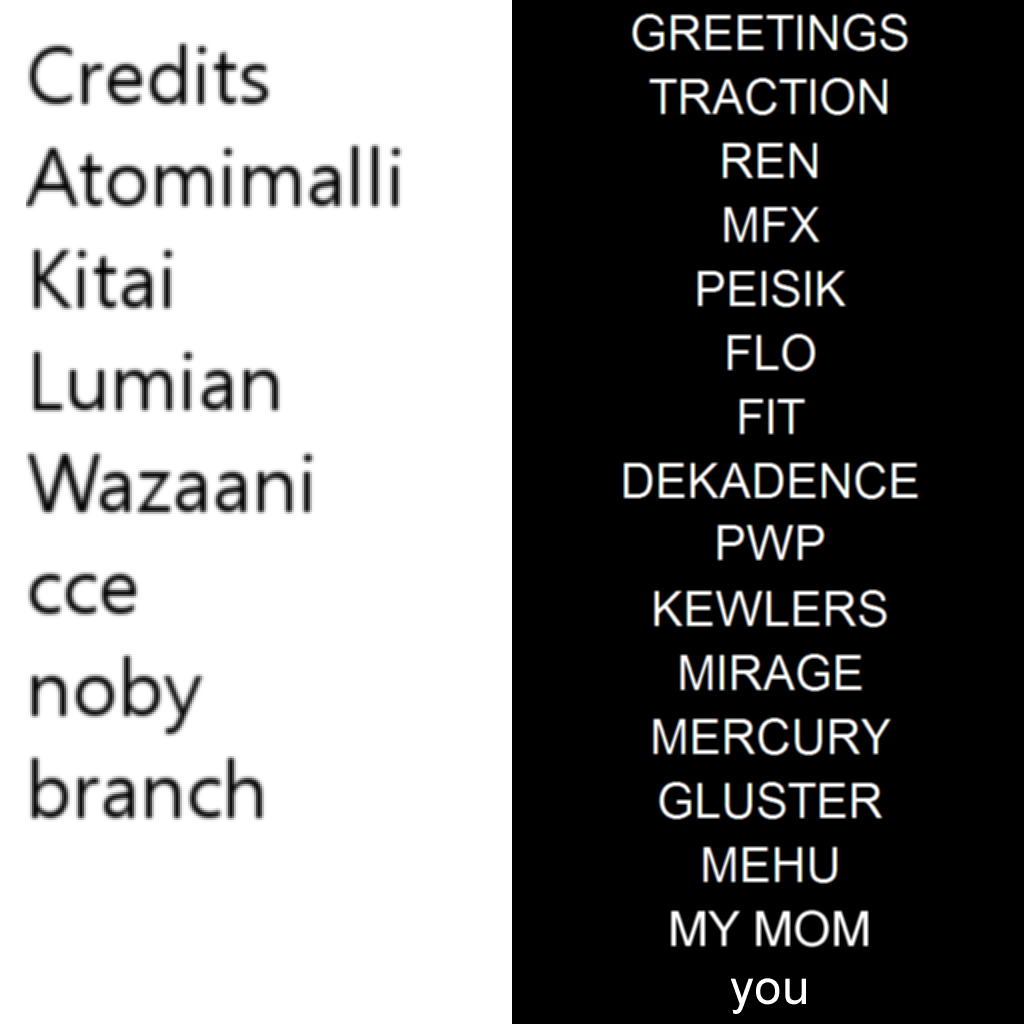 Credits
Atomimalli
Kitai
Lumian
Wazaani
cce
noby
branch
GREETINGS
TRACTION
REN
MFX
PEISIK
FLO
FIT
DEKADENCE
PWP
KEWLERS
MIRAGE
MERCURY
GLUSTER
MEHU
MY MOM
you